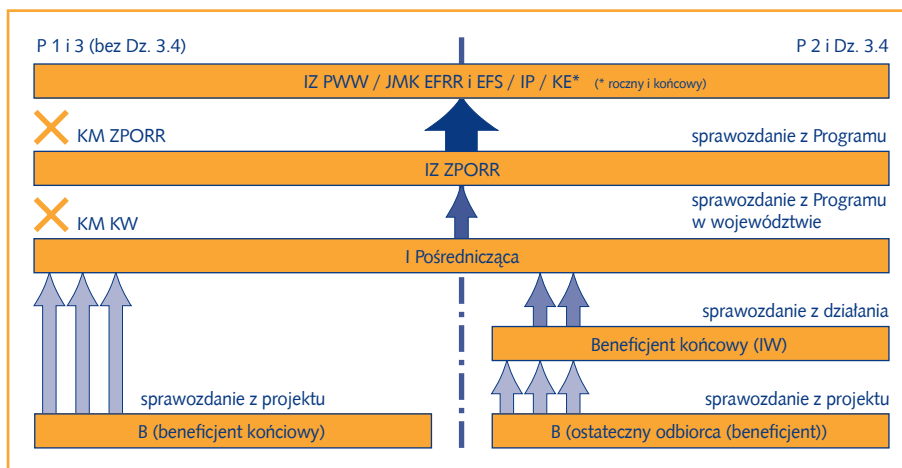 P 1 i 3 (bez Dz. 3.4)
P 2 i Dz. 3.4
IZ PWW / JMK EFRR i EFS / IP / KE* (* roczny i końcowy)
KM ZPORR
sprawozdanie z Programu
IZ ZPORR
sprawozdanie z Programu
w województwie
KM KW
I Pośrednicząca
sprawozdanie z działania
Beneficjent końcowy (IW)
sprawozdanie z projektu
sprawozdanie z projektu
B (beneficjent końciowy)
B (ostateczny odbiorca (beneficjent))